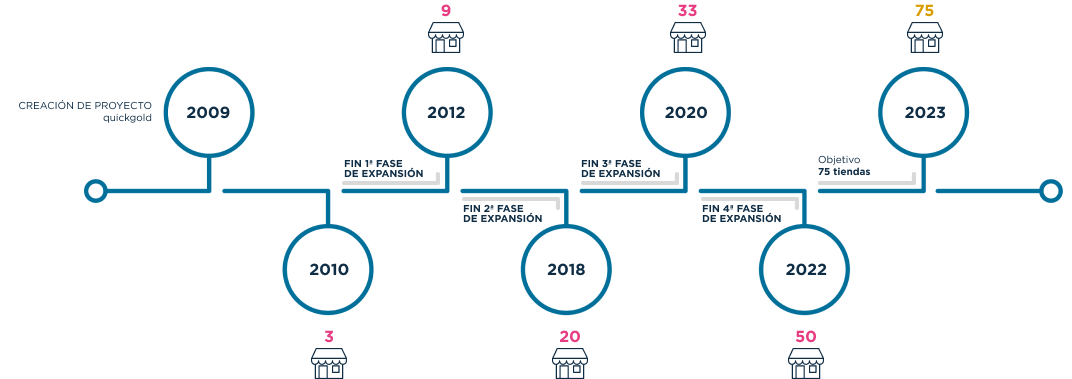 CREACIÓN DE PROYECTO
quickgold
2009
2010
3
9
2012
FIN 1ª FASE
DE EXPANSIÓN
FIN 2ª FASE
DE EXPANSIÓN
2018
20
33
2020
FIN 3ª FASE
DE EXPANSIÓN
FIN 4ª FASE
DE EXPANSIÓN
2022
50
75
2023
Objetivo
75 tiendas